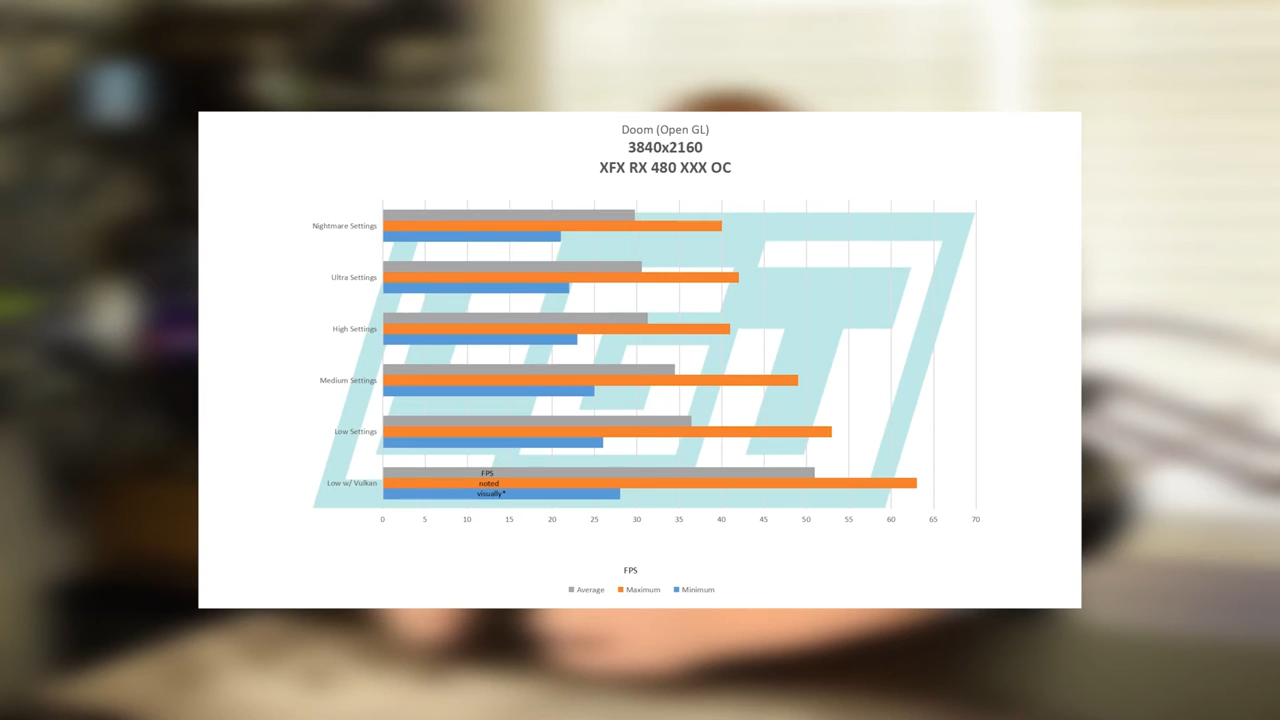 Doom (Open GL)
3840x2160
XFX RX 480 XXX OC
Nightmare Settings
Ultra Settings
High Settings
Medium Settings
Low Settings
Low w/ Vulkan
FPS
noted
visually*
0 5 10 15 20 25 30 35 40 45 50 55 60 65 70
FPS
Average Maximum Minimum